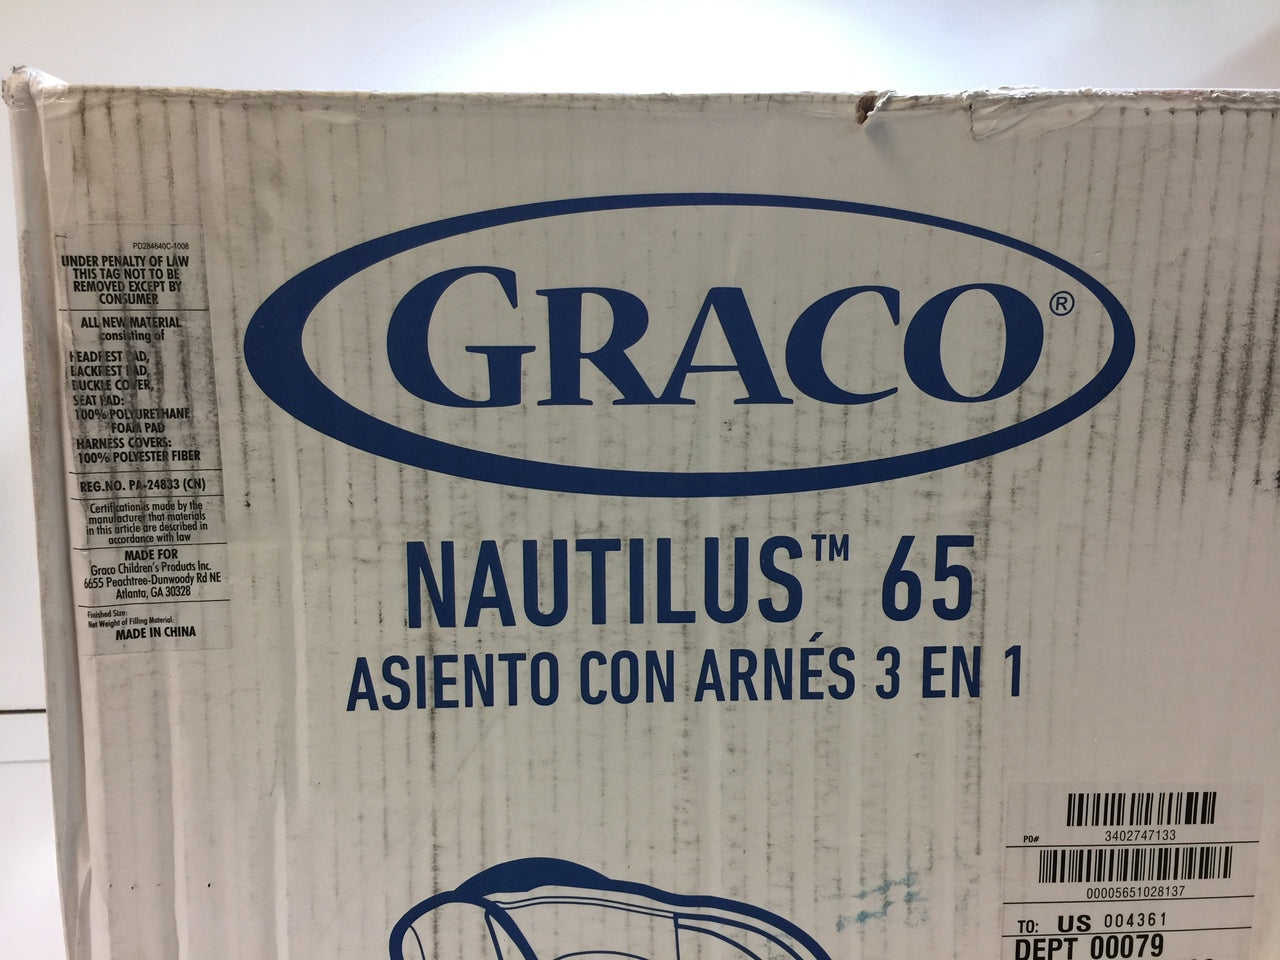 PD284640C-1008
UNDER PENALTY OF LAW
THIS TAG NOT TO BE
REMOVED EXCEPT BY
CONSUMER
ALL NEW MATERIAL
consisting of
HEADREST PAD,
BACKREST PAD,
BUCKLE COVER,
SEAT PAD:
100% POLYURETHANE
FOAM PAD
HARNESS COVERS:
100% POLYESTER FIBER
REG.NO. PA-24833 (CN)
Certification is made by the
manufacturer that materials
in this article are described in
accordance with law
MADE FOR
Graco Children's Products Inc.
6655 Peachtree-Dunwoody Rd NE
Atlanta, GA 30328
Finished Size:
Net Weight of Filling Material:
MADE IN CHINA
GRACO®
NAUTILUS™ 65
ASIENTO CON ARNÉS 3 EN 1
PO# 3402747133
00005651028137
TO: US 004361
DEPT 00079